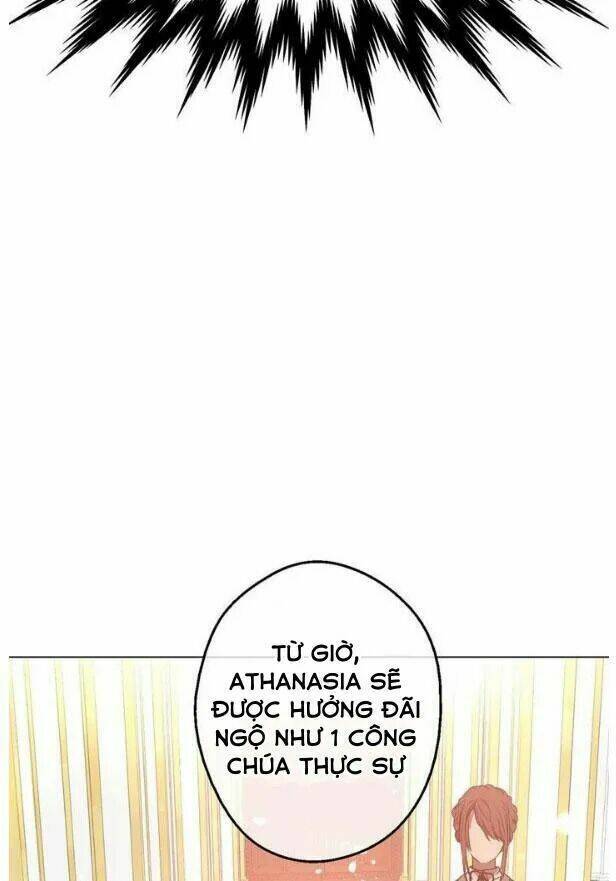 TỪ GIỜ,
ATHANASIA SẼ
ĐƯỢC HƯỞNG ĐÃI
NGỘ NHƯ 1 CÔNG
CHÚA THỰC SỰ